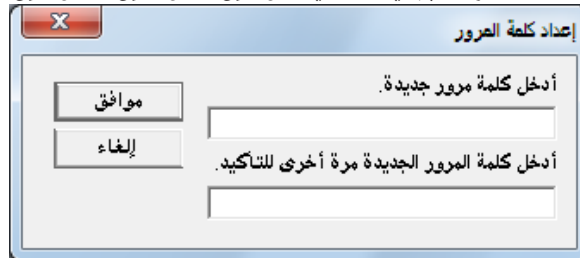 إعداد كلمة المرور
أدخل كلمة مرور جديدة.
موافق
إلغاء
أدخل كلمة المرور الجديدة مرة أخرى للتأكيد.